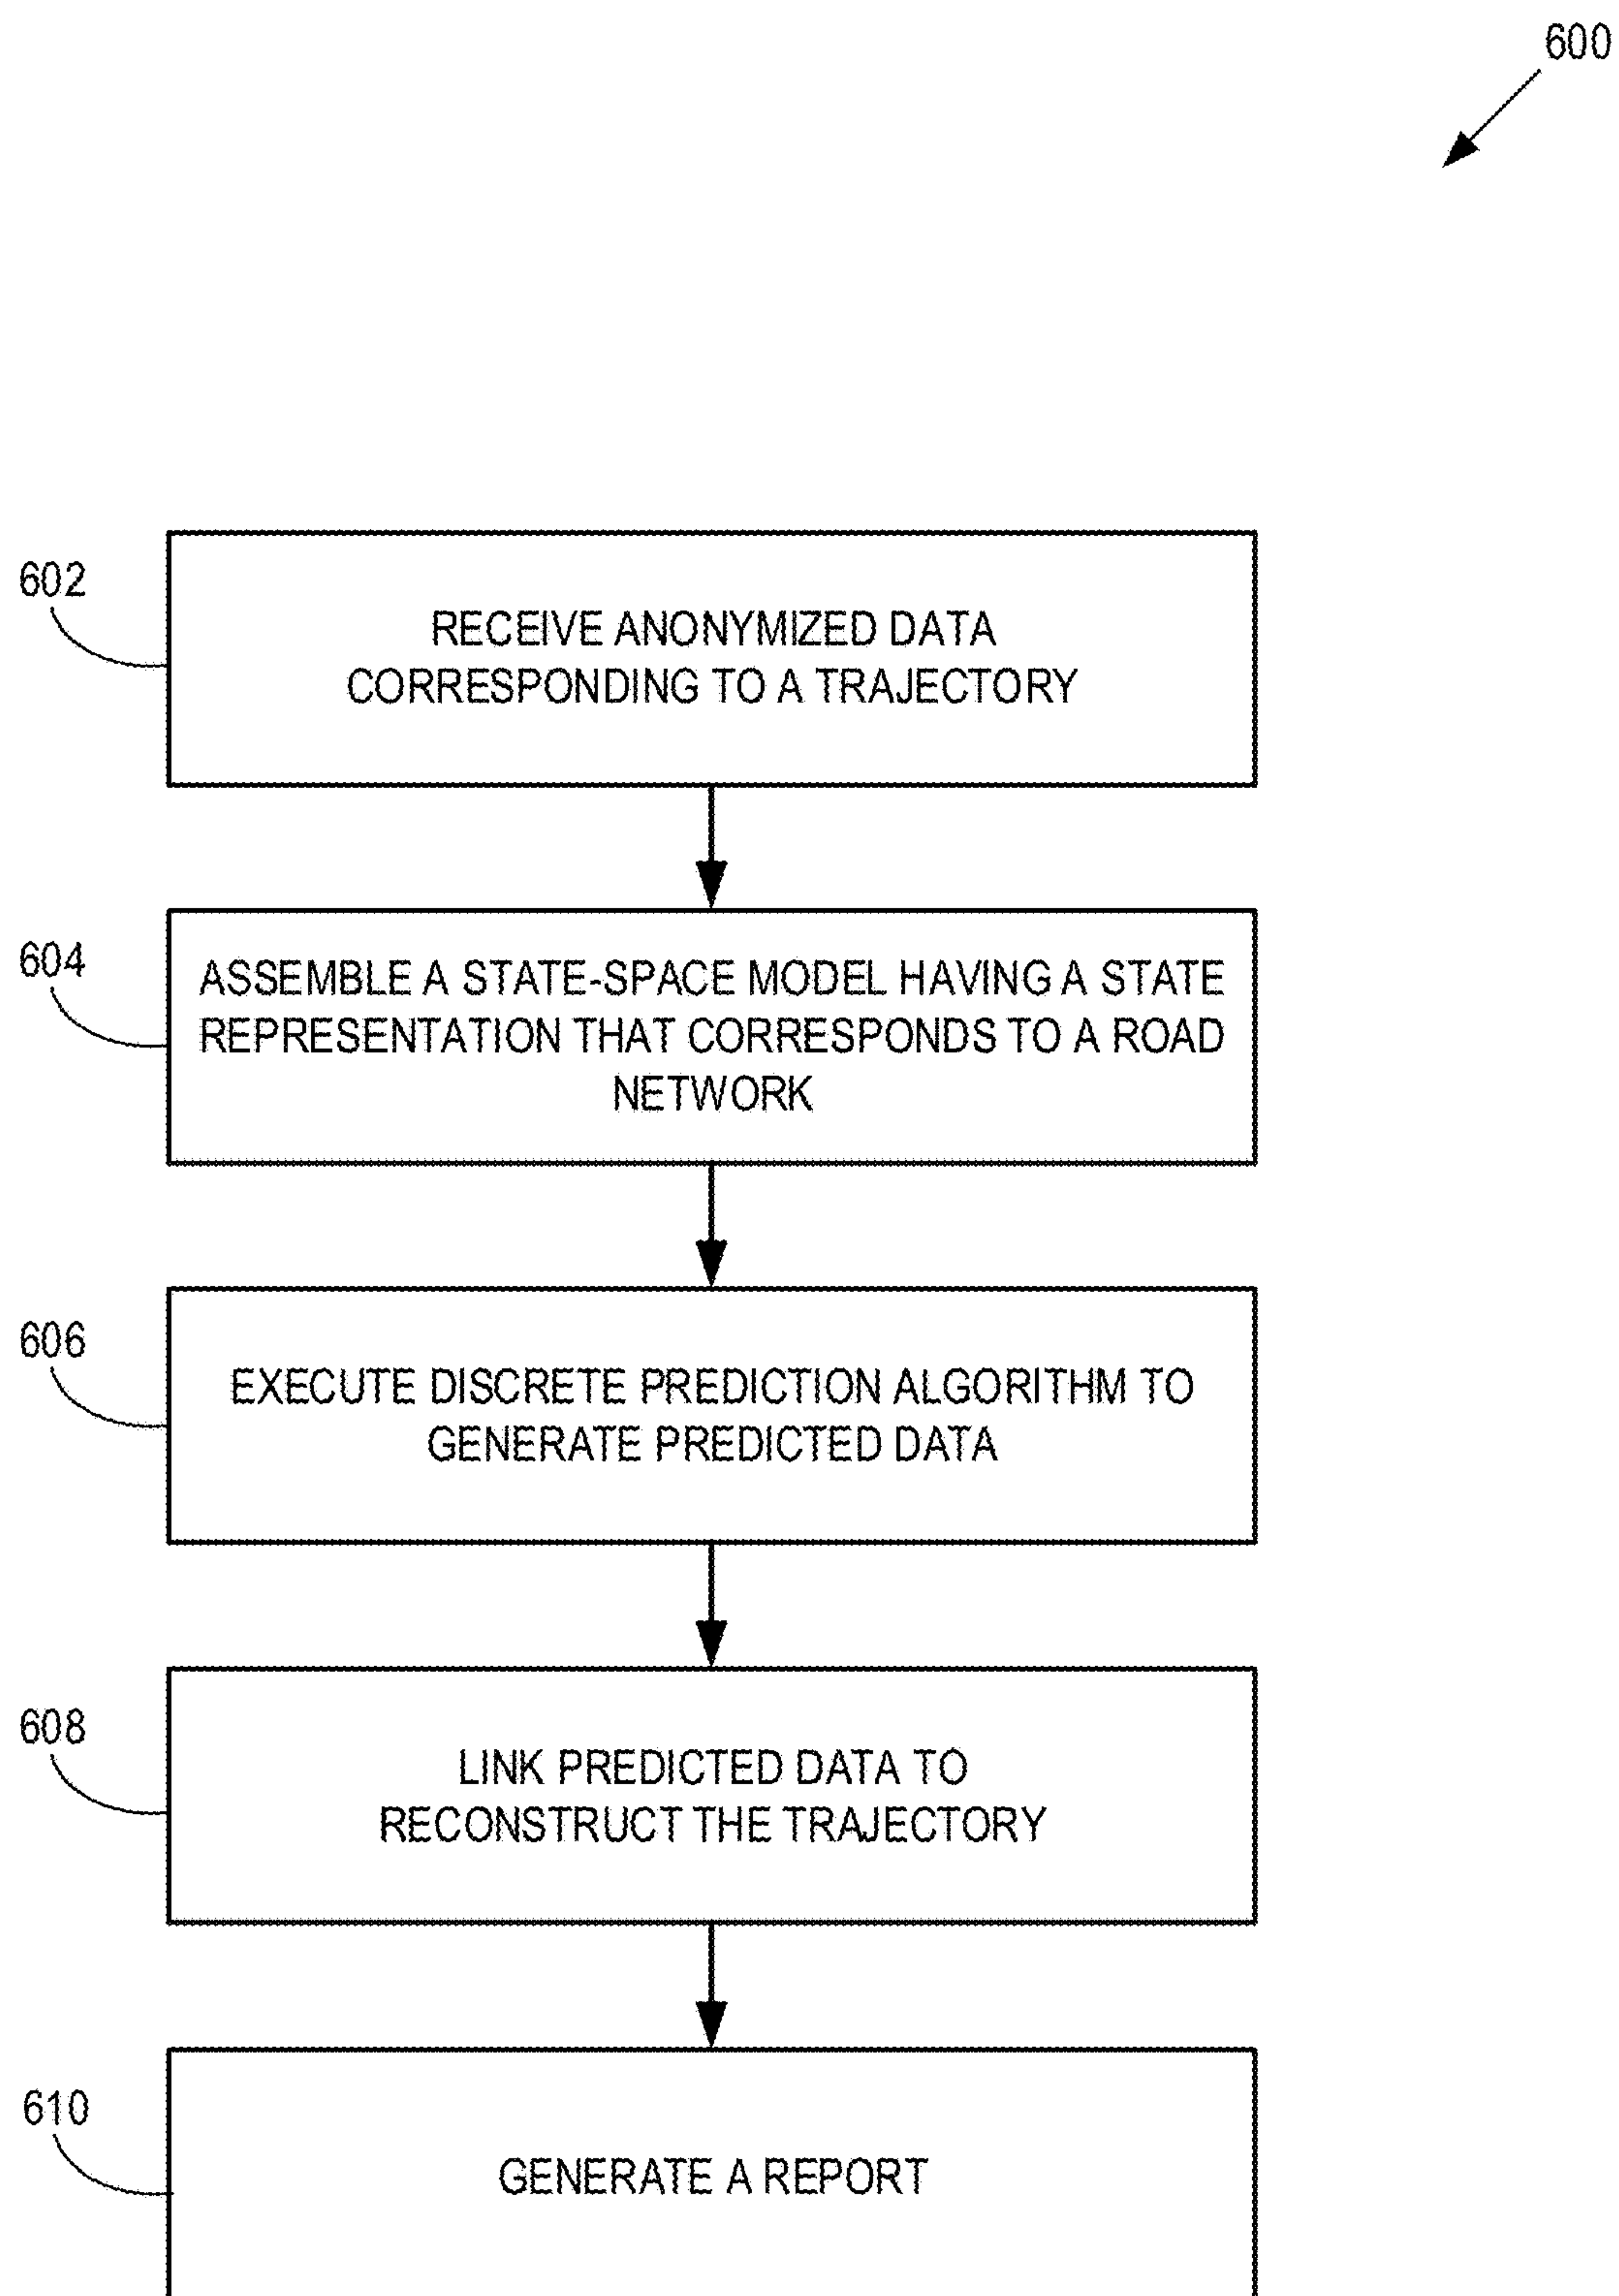 600
602
RECEIVE ANONYMIZED DATA
CORRESPONDING TO A TRAJECTORY
604
ASSEMBLE A STATE-SPACE MODEL HAVING A STATE
REPRESENTATION THAT CORRESPONDS TO A ROAD
NETWORK
606
EXECUTE DISCRETE PREDICTION ALGORITHM TO
GENERATE PREDICTED DATA
608
LINK PREDICTED DATA TO
RECONSTRUCT THE TRAJECTORY
610
GENERATE A REPORT